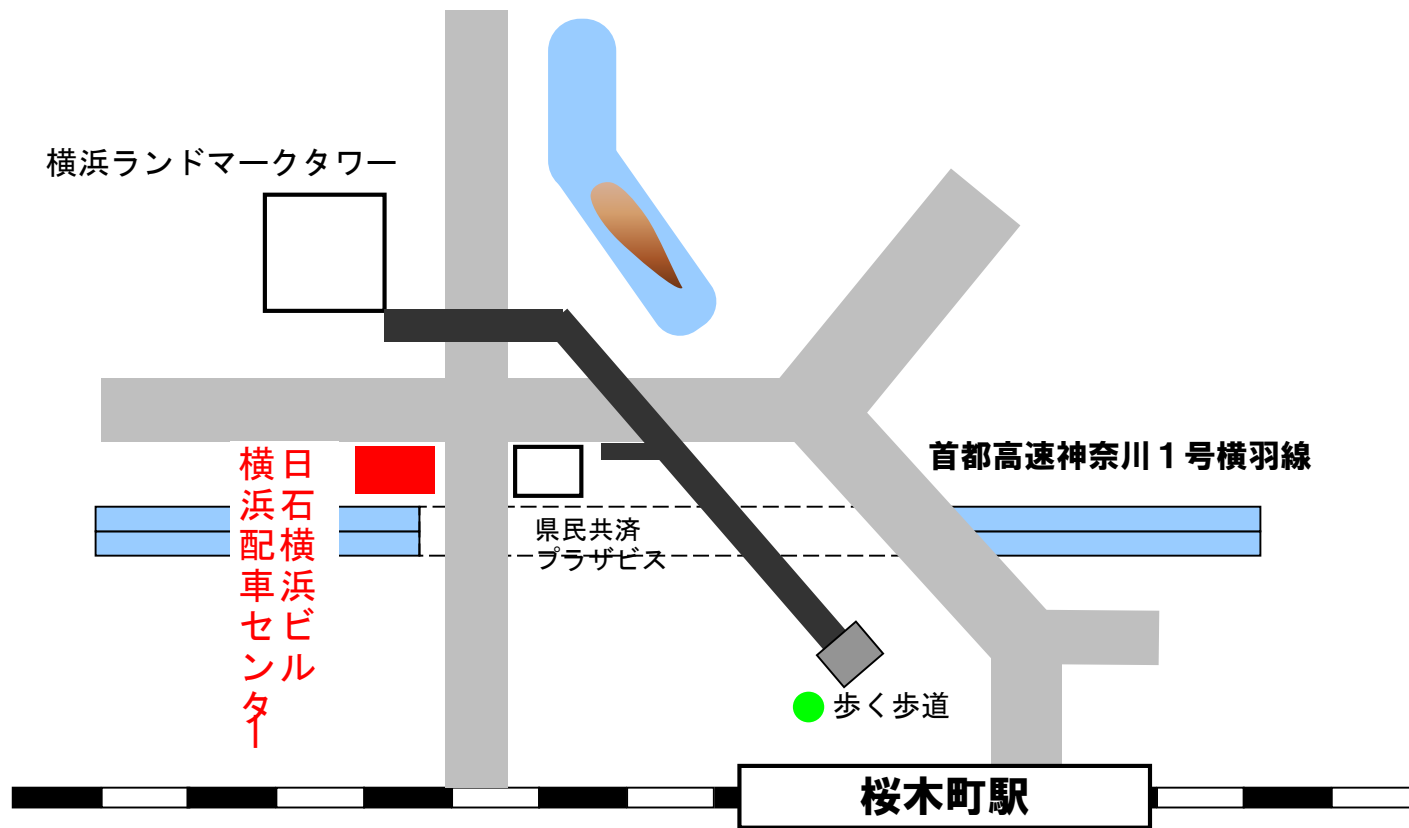 横浜ランドマークタワー
首都高速神奈川１号横羽線
日石横浜ビル
横浜配車センター
県民共済
プラザビス
歩く歩道
桜木町駅